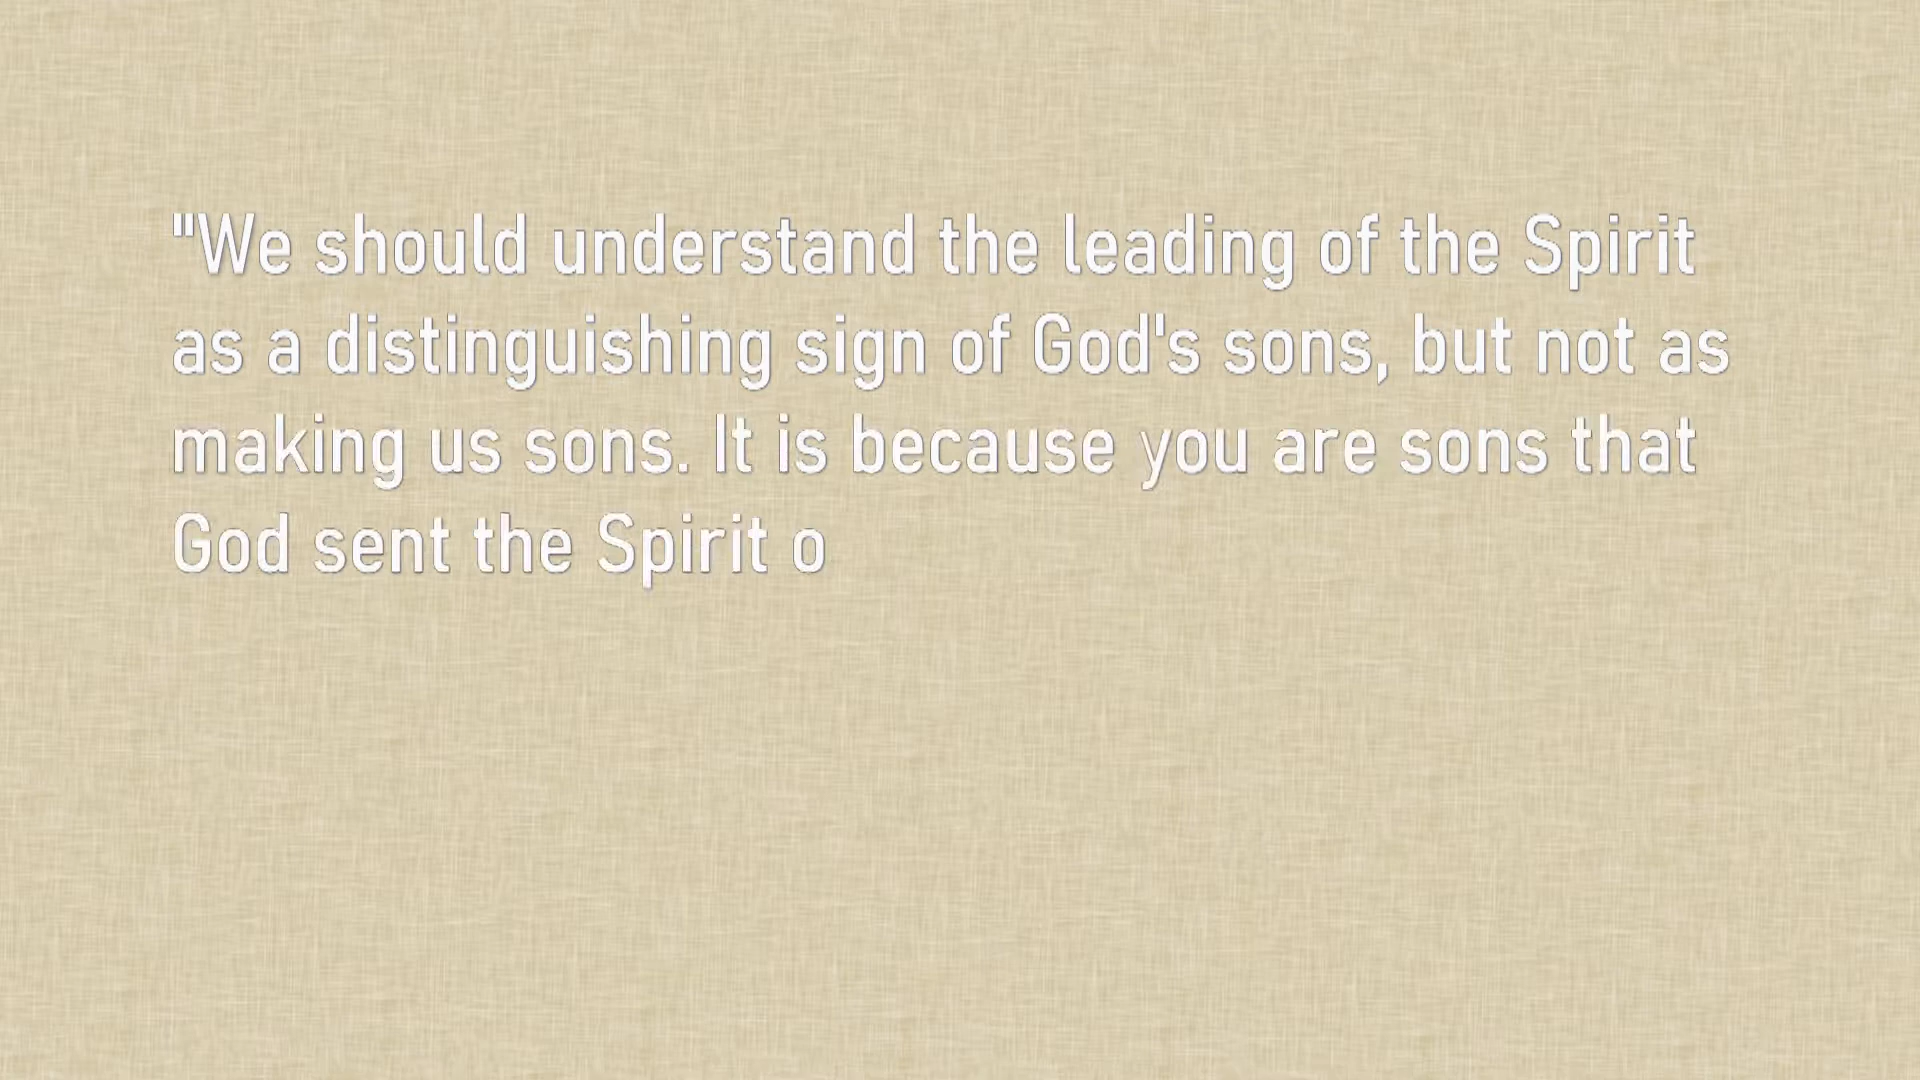 "We should understand the leading of the Spirit
as a distinguishing sign of God's sons, but not as
making us sons. It is because you are sons that
God sent the Spirit o